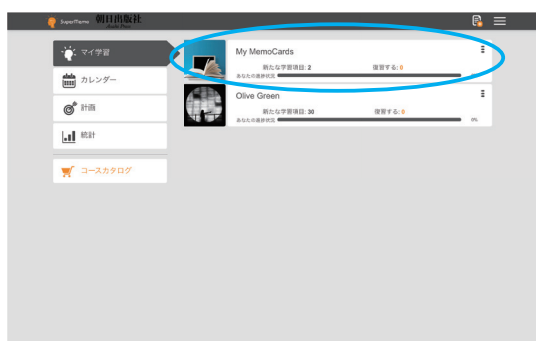 SuperMemo 朝日出版社
Asahi Press
マイ学習
カレンダー
計画
統計
コースカタログ
My MemoCards
新たな学習項目: 2 復習する: 0
あなたの進捗状況
Olive Green
新たな学習項目: 30 復習する: 0
あなたの進捗状況 0%